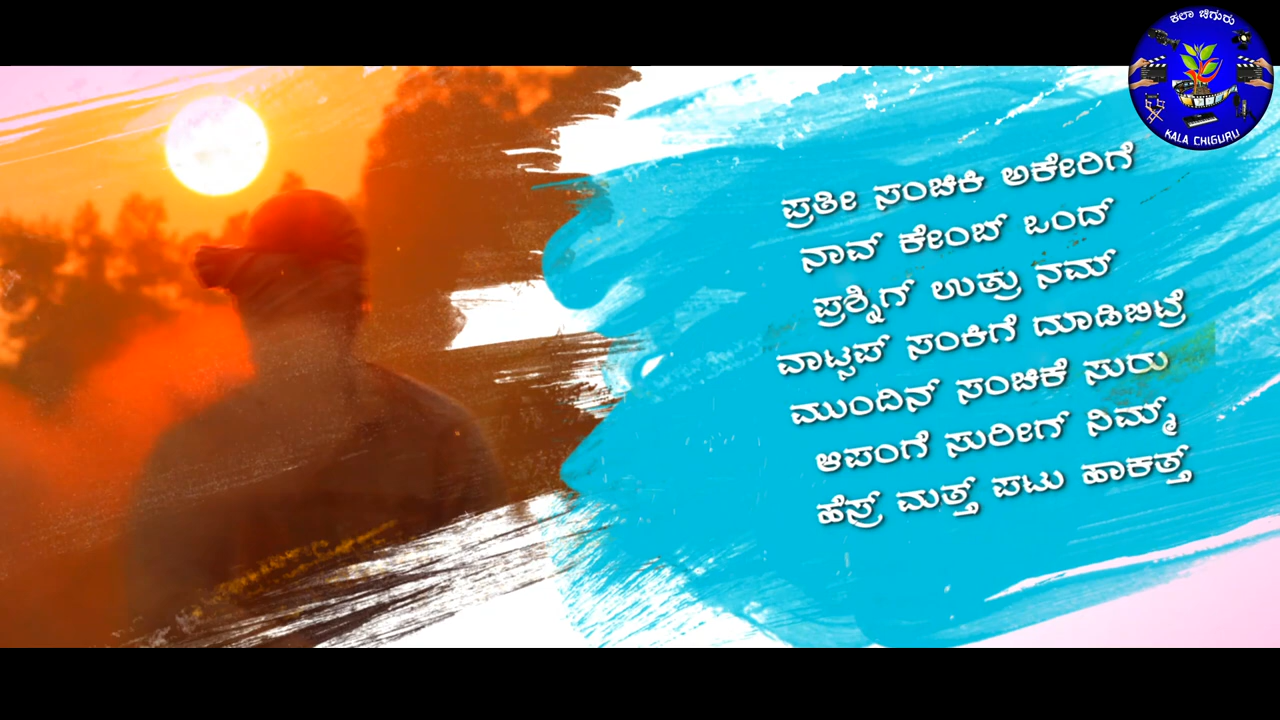 ಕಲಾ ಚಿಗುರು
KALA CHIGURU
ಪ್ರತೀ ಸಂಚಿಕಿ ಅಕೇರಿಗೆ
ನಾವ್ ಕೇಂಬ್ ಒಂದ್
ಪ್ರಶ್ನಿಗ್ ಉತ್ರು ನಮ್
ವಾಟ್ಸಪ್ ಸಂಕಿಗೆ ದೂಡಿಬಿಟ್ರೆ
ಮುಂದಿನ್ ಸಂಚಿಕೆ ಸುರು
ಆಪಂಗೆ ಸುರೀಗ್ ನಿಮ್ಮ್
ಹೆಸ್ರ್ ಮತ್ತ್ ಪಟು ಹಾಕತ್ತ್